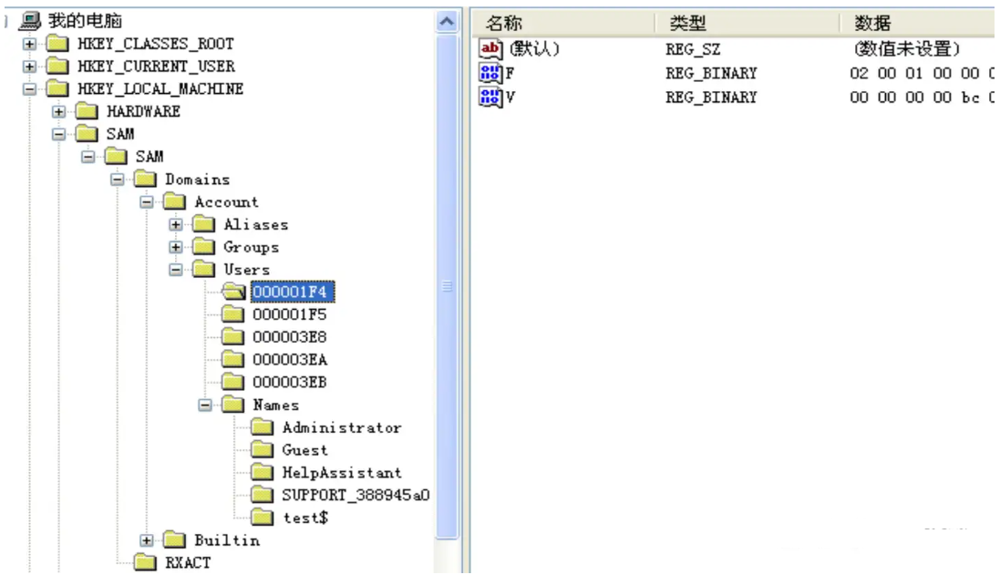 我的电脑
HKEY_CLASSES_ROOT
HKEY_CURRENT_USER
HKEY_LOCAL_MACHINE
HARDWARE
SAM
SAM
Domains
Account
Aliases
Groups
Users
000001F4
000001F5
000003E8
000003EA
000003EB
Names
Administrator
Guest
HelpAssistant
SUPPORT_388945a0
test$
Builtin
RXACT
名称 类型 数据
(默认) REG_SZ (数值未设置)
F REG_BINARY 02 00 01 00 00
V REG_BINARY 00 00 00 00 bc